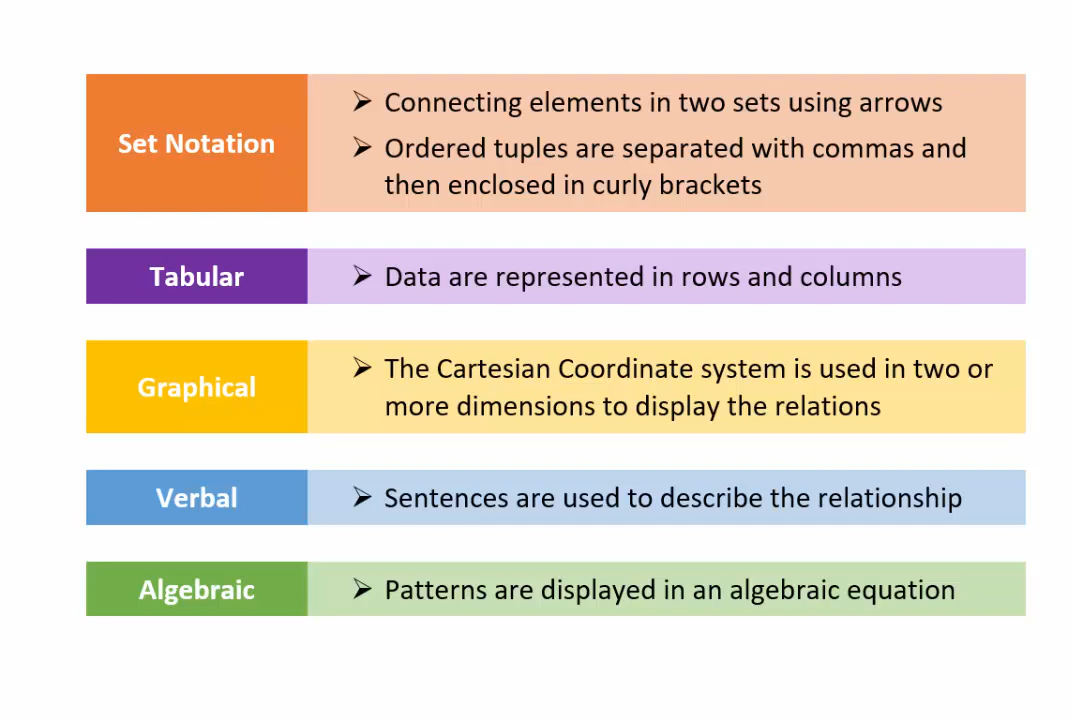 Set Notation
➢ Connecting elements in two sets using arrows
➢ Ordered tuples are separated with commas and
then enclosed in curly brackets
Tabular
➢ Data are represented in rows and columns
Graphical
➢ The Cartesian Coordinate system is used in two or
more dimensions to display the relations
Verbal
➢ Sentences are used to describe the relationship
Algebraic
➢ Patterns are displayed in an algebraic equation